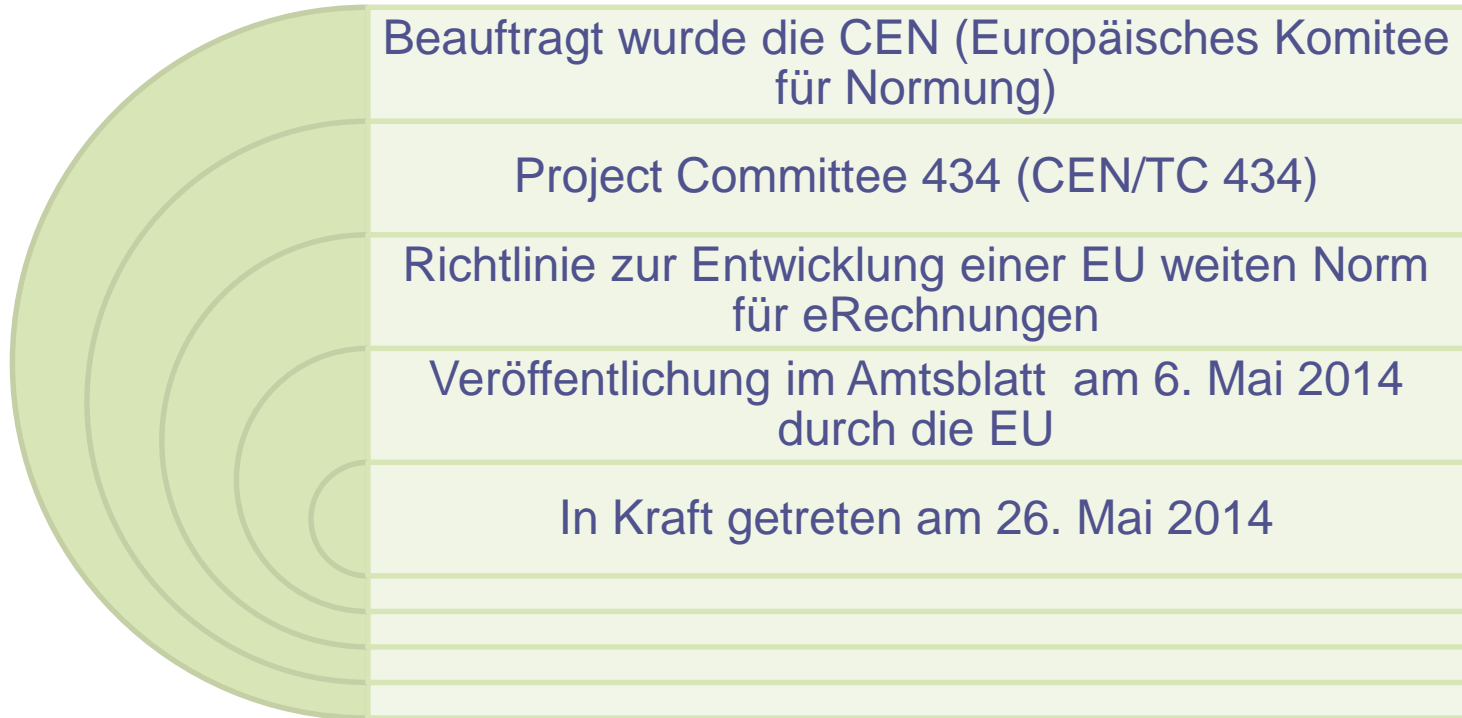 Beauftragt wurde die CEN (Europäisches Komitee
für Normung)
Project Committee 434 (CEN/TC 434)
Richtlinie zur Entwicklung einer EU weiten Norm
für eRechnungen
Veröffentlichung im Amtsblatt am 6. Mai 2014
durch die EU
In Kraft getreten am 26. Mai 2014